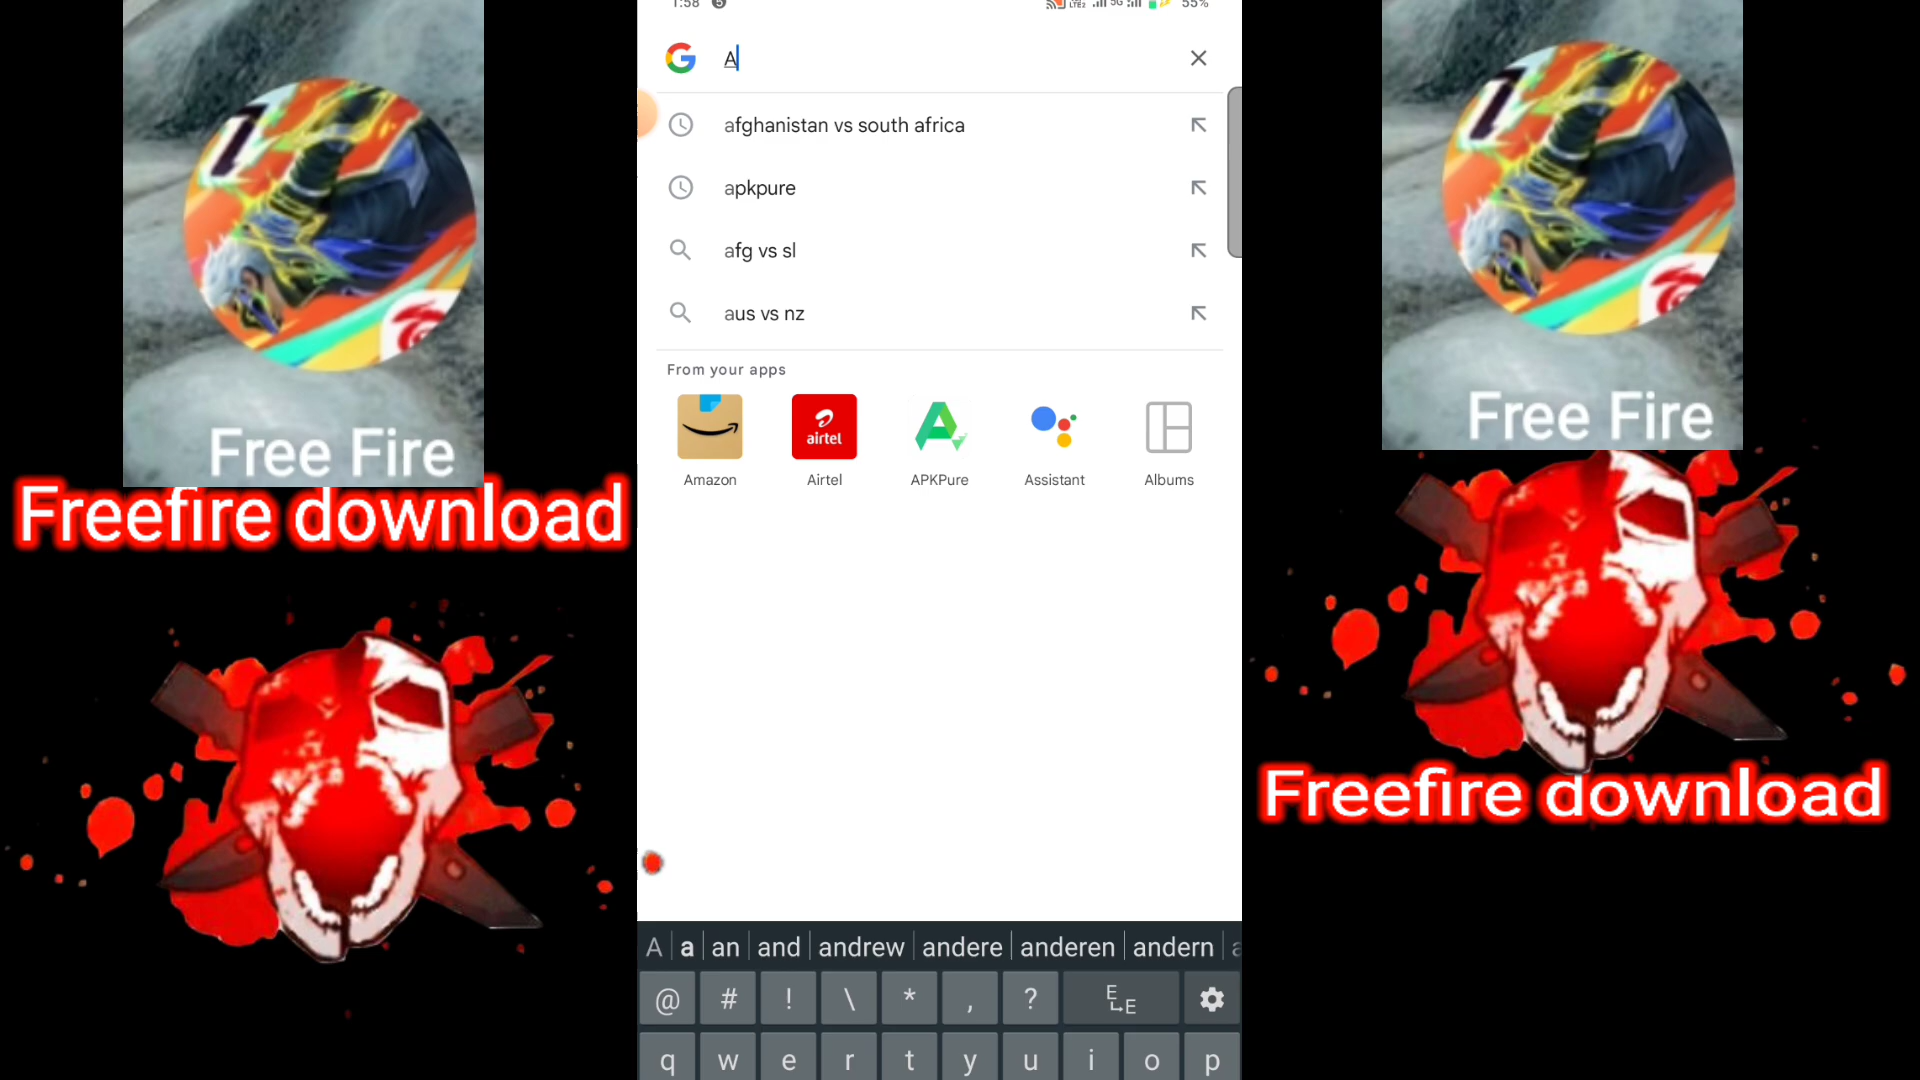 Free Fire
Freefire download
1:58
5G
55%
A
afghanistan vs south africa
apkpure
afg vs sl
aus vs nz
From your apps
airtel
Amazon
Airtel
APKPure
Assistant
Albums
A a an and andrew andere anderen andern a
@ # ! \ * , ? E E
q w e r t y u i o p
Free Fire
Freefire download